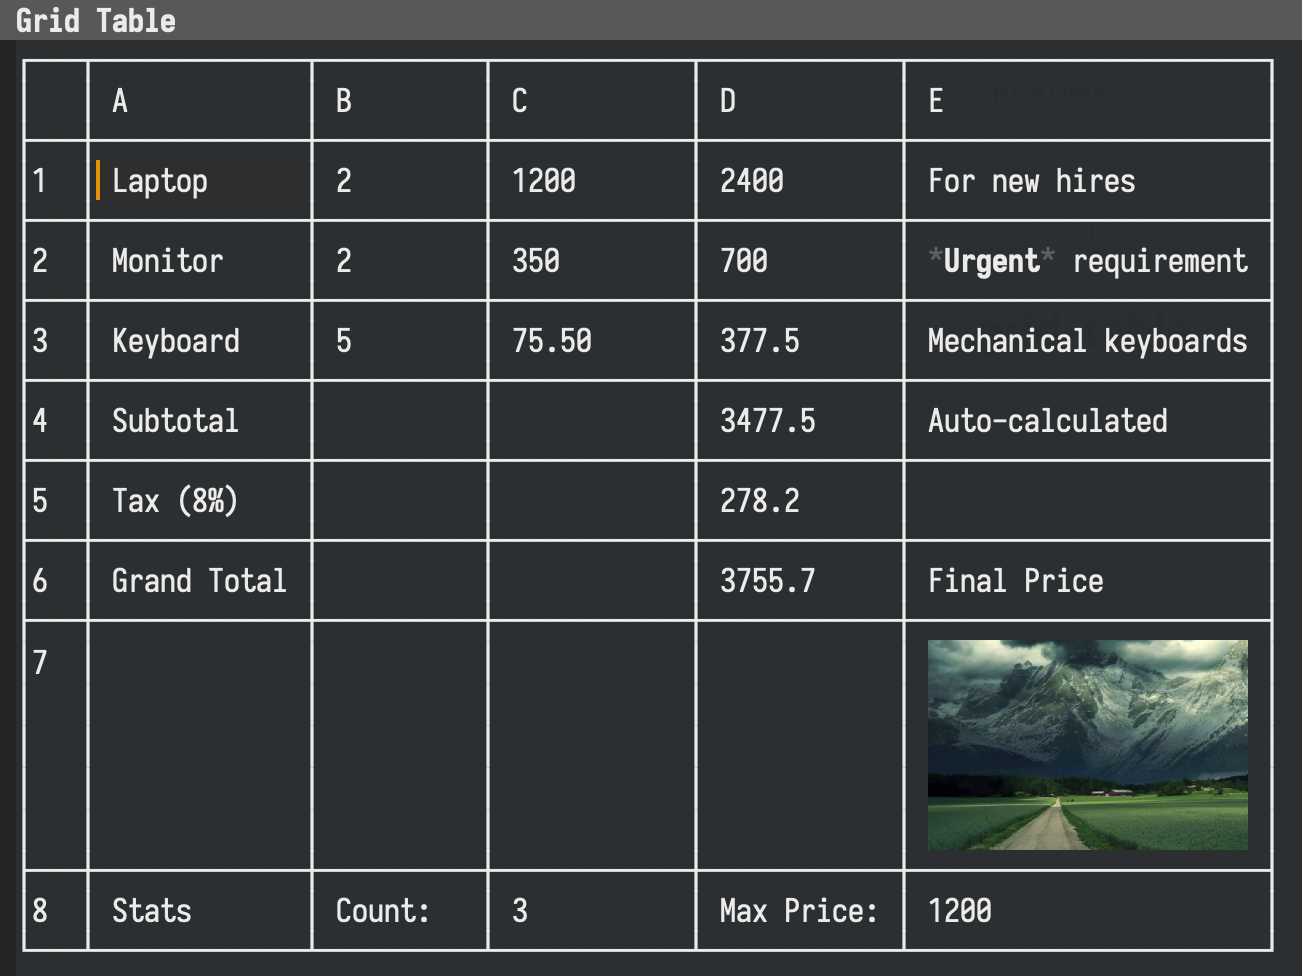 Grid Table
A B C D E
1 Laptop 2 1200 2400 For new hires
2 Monitor 2 350 700 *Urgent* requirement
3 Keyboard 5 75.50 377.5 Mechanical keyboards
4 Subtotal 3477.5 Auto-calculated
5 Tax (8%) 278.2
6 Grand Total 3755.7 Final Price
7
8 Stats Count: 3 Max Price: 1200